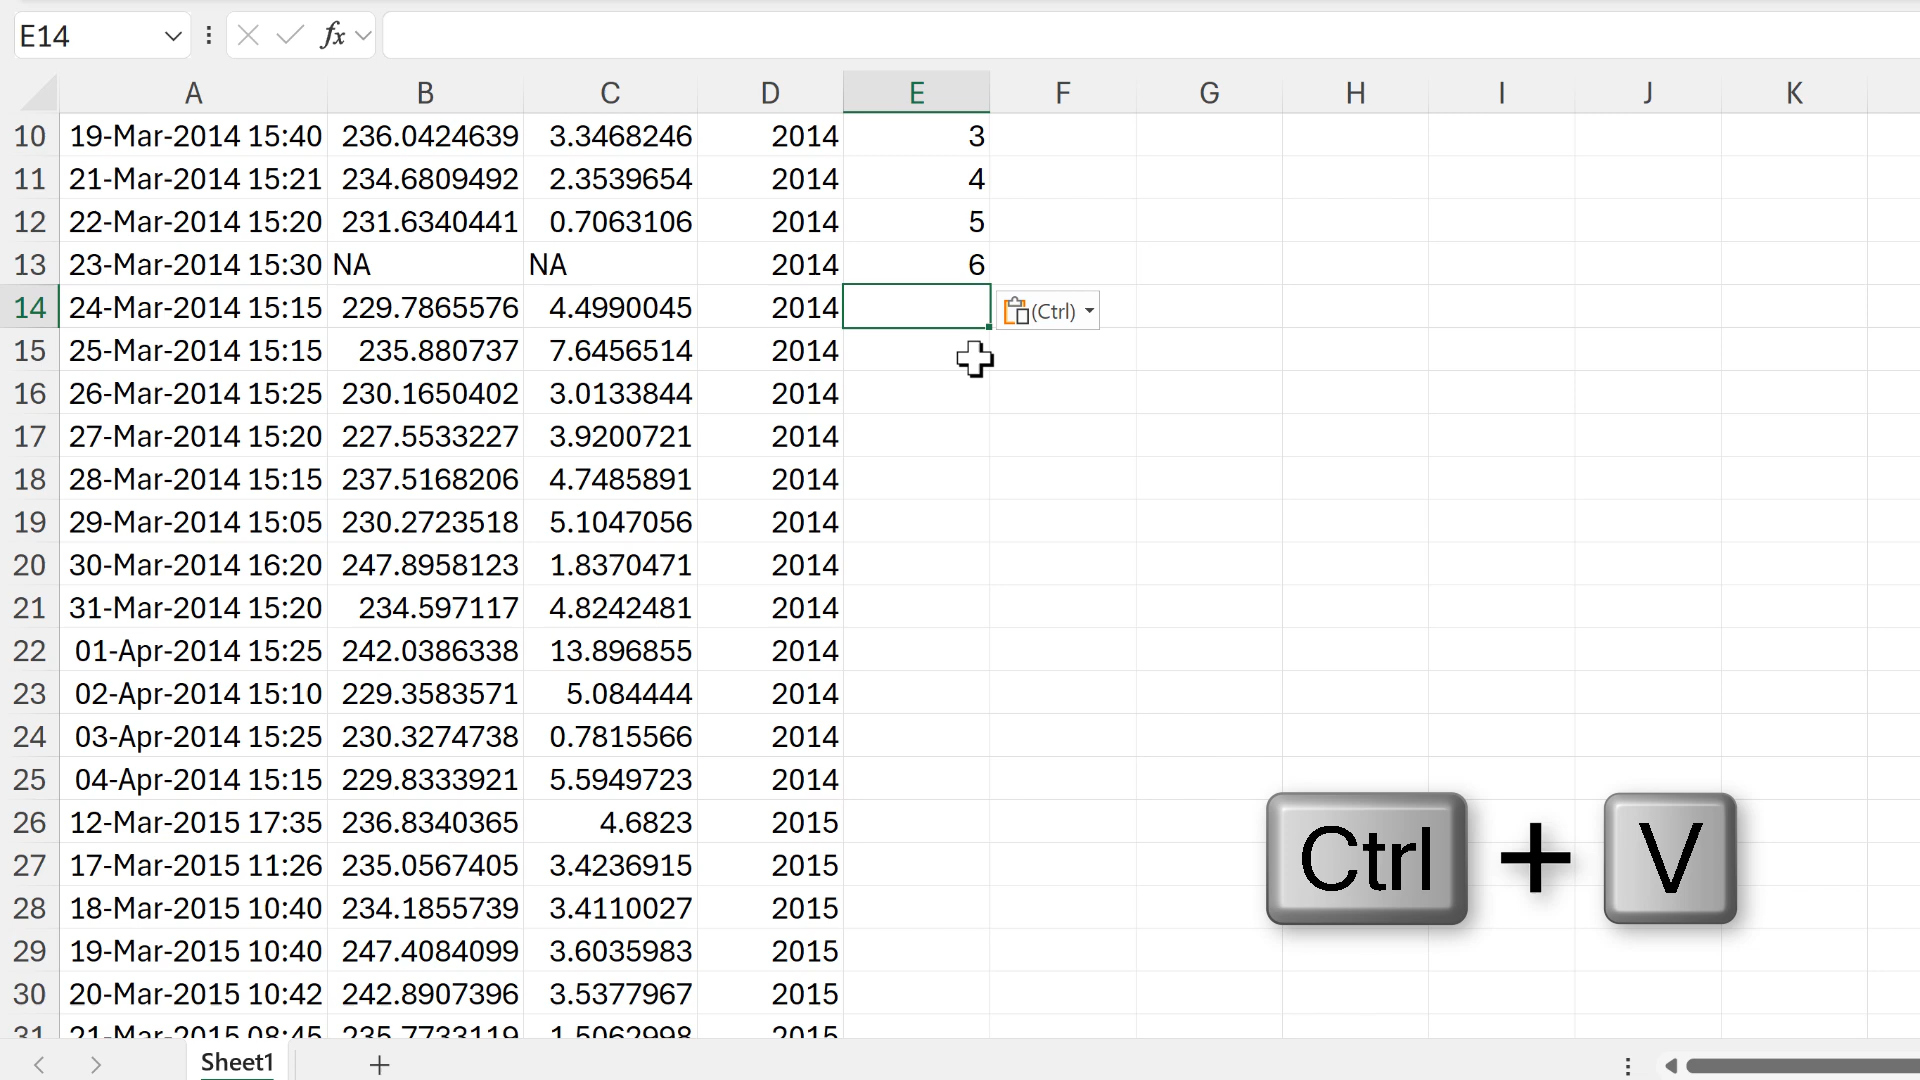 E14 fx
A B C D E F G H I J K
10 19-Mar-2014 15:40 236.0424639 3.3468246 2014 3
11 21-Mar-2014 15:21 234.6809492 2.3539654 2014 4
12 22-Mar-2014 15:20 231.6340441 0.7063106 2014 5
13 23-Mar-2014 15:30 NA NA 2014 6
14 24-Mar-2014 15:15 229.7865576 4.4990045 2014 (Ctrl)
15 25-Mar-2014 15:15 235.880737 7.6456514 2014
16 26-Mar-2014 15:25 230.1650402 3.0133844 2014
17 27-Mar-2014 15:20 227.5533227 3.9200721 2014
18 28-Mar-2014 15:15 237.5168206 4.7485891 2014
19 29-Mar-2014 15:05 230.2723518 5.1047056 2014
20 30-Mar-2014 16:20 247.8958123 1.8370471 2014
21 31-Mar-2014 15:20 234.597117 4.8242481 2014
22 01-Apr-2014 15:25 242.0386338 13.896855 2014
23 02-Apr-2014 15:10 229.3583571 5.084444 2014
24 03-Apr-2014 15:25 230.3274738 0.7815566 2014
25 04-Apr-2014 15:15 229.8333921 5.5949723 2014
26 12-Mar-2015 17:35 236.8340365 4.6823 2015
27 17-Mar-2015 11:26 235.0567405 3.4236915 2015
28 18-Mar-2015 10:40 234.1855739 3.4110027 2015
29 19-Mar-2015 10:40 247.4084099 3.6035983 2015
30 20-Mar-2015 10:42 242.8907396 3.5377967 2015
31 21-Mar-2015 08:45 235.7733119 1.5062998 2015
Ctrl + V
Sheet1 +